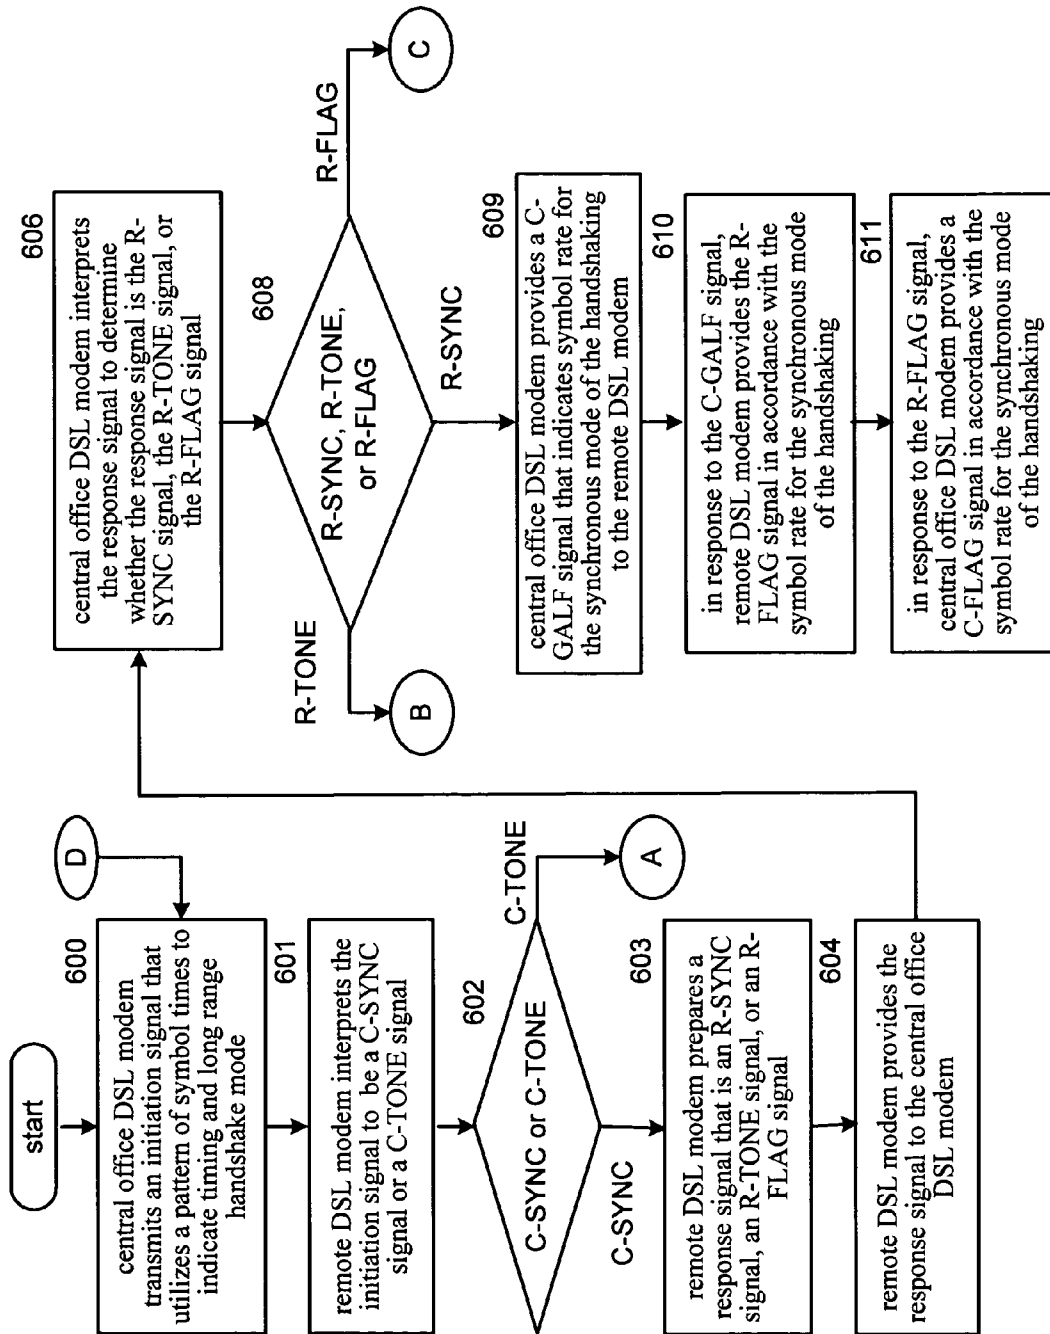 start
D
600
central office DSL modem
transmits an initiation signal that
utilizes a pattern of symbol times to
indicate timing and long range
handshake mode
601
remote DSL modem interprets the
initiation signal to be a C-SYNC
signal or a C-TONE signal
602
C-SYNC or C-TONE
C-TONE
A
C-SYNC
603
remote DSL modem prepares a
response signal that is an R-SYNC
signal, an R-TONE signal, or an R-
FLAG signal
604
remote DSL modem provides the
response signal to the central office
DSL modem
606
central office DSL modem interprets
the response signal to determine
whether the response signal is the R-
SYNC signal, the R-TONE signal, or
the R-FLAG signal
608
R-SYNC, R-TONE,
or R-FLAG
R-TONE
B
R-FLAG
C
R-SYNC
609
central office DSL modem provides a C-
GALF signal that indicates symbol rate for
the synchronous mode of the handshaking
to the remote DSL modem
610
in response to the C-GALF signal,
remote DSL modem provides the R-
FLAG signal in accordance with the
symbol rate for the synchronous mode
of the handshaking
611
in response to the R-FLAG signal,
central office DSL modem provides a
C-FLAG signal in accordance with the
symbol rate for the synchronous mode
of the handshaking